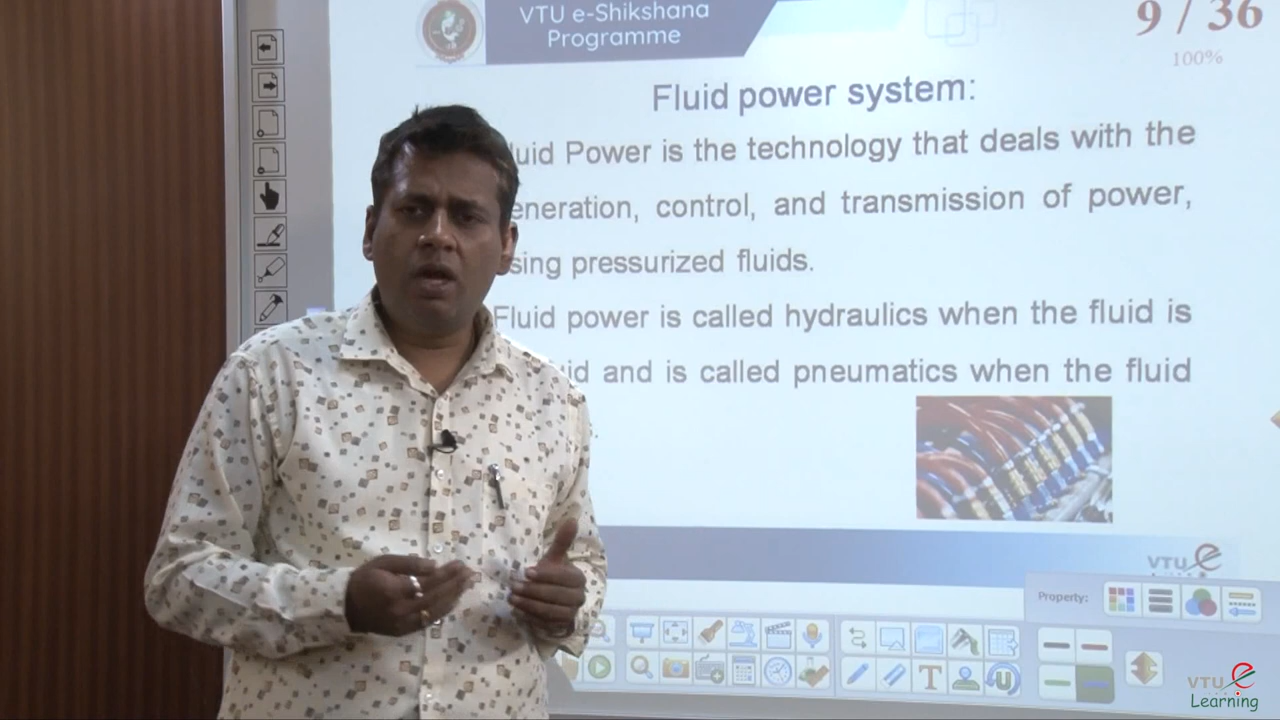 VTU e-Shikshana
Programme
9 / 36
100%
Fluid power system:
luid Power is the technology that deals with the
eneration, control, and transmission of power,
sing pressurized fluids.
Fluid power is called hydraulics when the fluid is
uid and is called pneumatics when the fluid
VTU e
Property:
T
U
VTU e
Learning